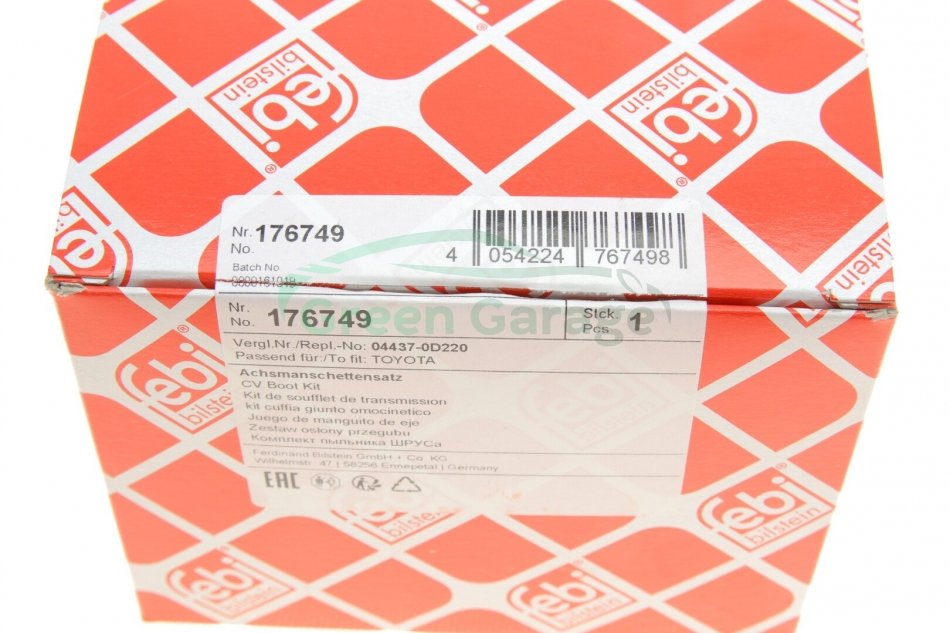 febi
bilstein
®
febi
bilstein
®
Nr. 176749
No.
Batch No.
4 054224 767498
Nr. 176749
No.
Stck.
Pcs. 1
Green Garage
Vergl.Nr./Repl.-No: 04437-0D220
Passend für:/To fit: TOYOTA
Achsmanschettensatz
CV Boot Kit
Kit de soufflet de transmission
kit cuffia giunto omocinetico
Juego de manguito de eje
Zestaw osłony przegubu
Комплект пыльника ШРУСа
Ferdinand Bilstein GmbH + Co. KG
Wilhelmstr. 47 | 58256 Ennepetal | Germany
EAC
febi
bilstein
febi
bilstein
®
febi
bilstein
febi